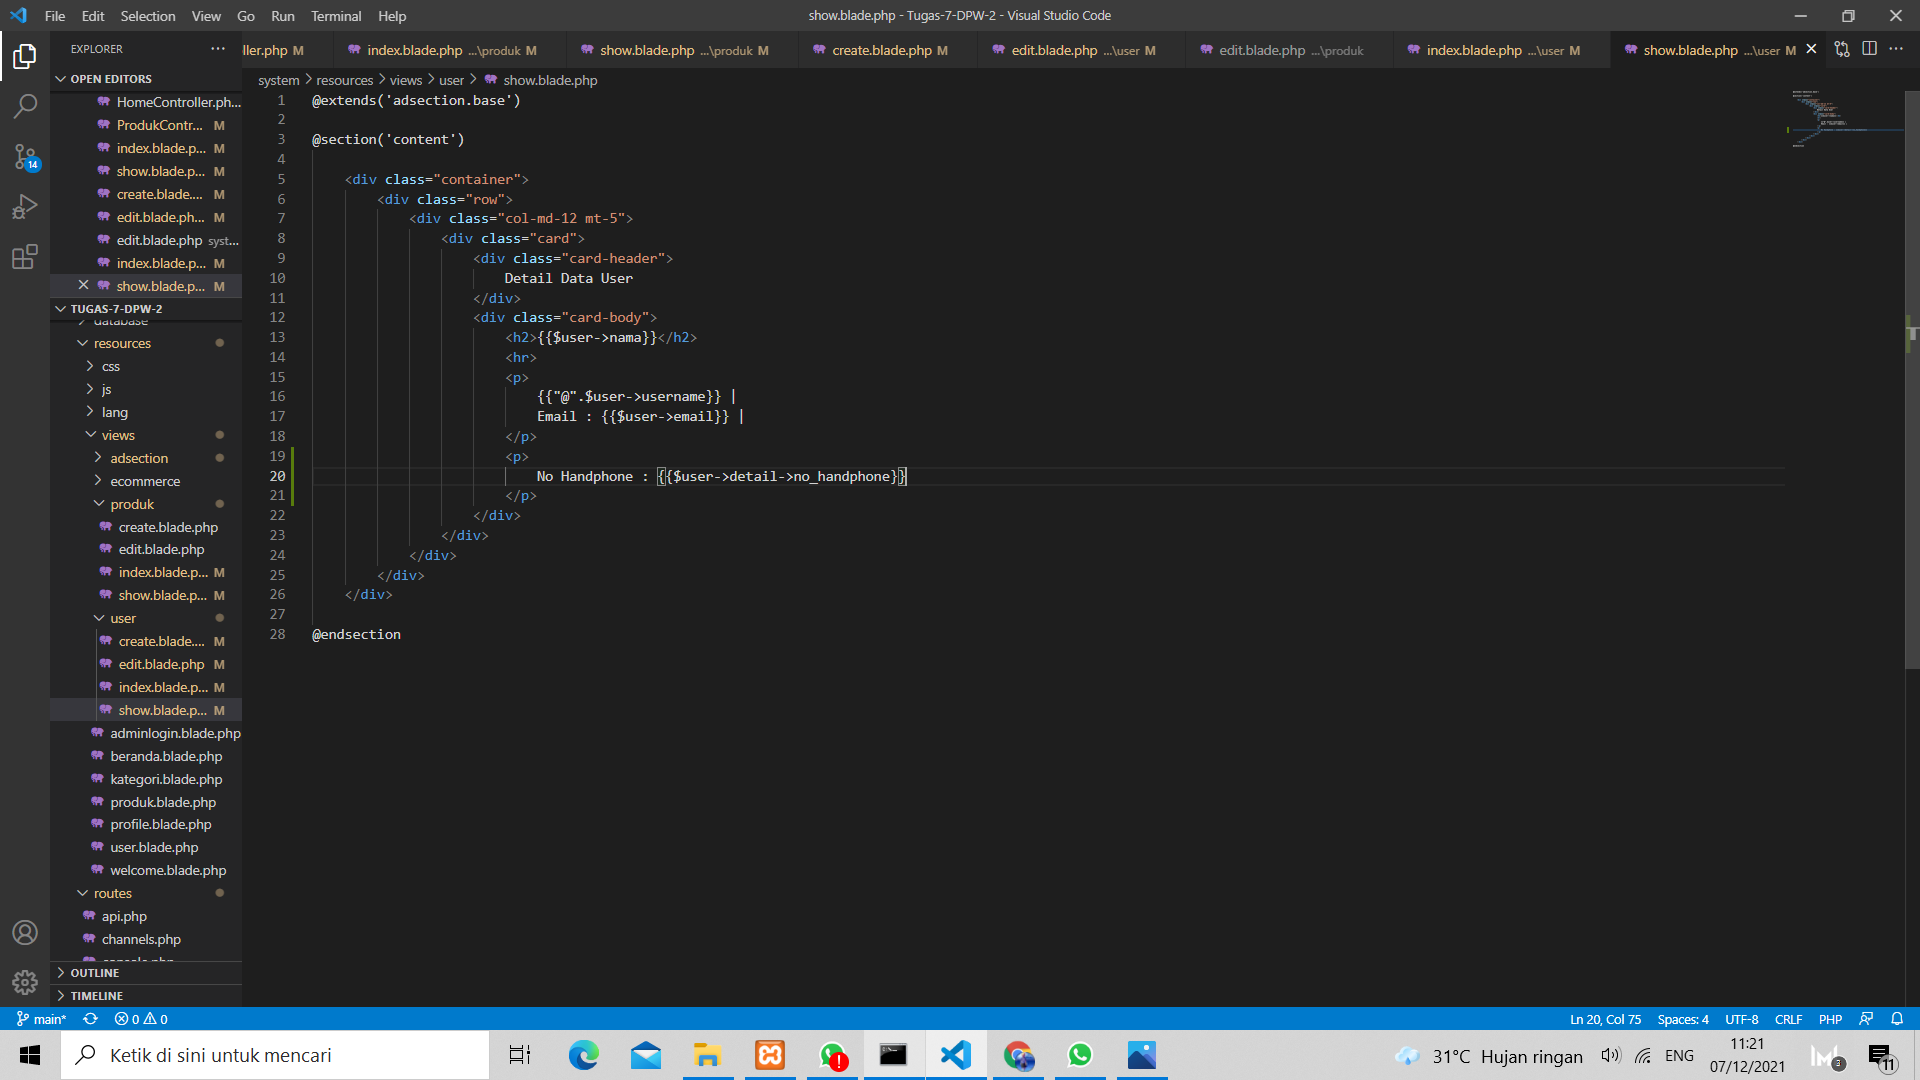 File Edit Selection View Go Run Terminal Help
show.blade.php - Tugas-7-DPW-2 - Visual Studio Code
EXPLORER
ller.php M
index.blade.php ...\produk M
show.blade.php ...\produk M
create.blade.php M
edit.blade.php ...\user M
edit.blade.php ...\produk
index.blade.php ...\user M
show.blade.php ...\user M
OPEN EDITORS
HomeController.ph...
ProdukContr... M
index.blade.p... M
show.blade.p... M
create.blade.... M
edit.blade.ph... M
edit.blade.php syst...
index.blade.p... M
show.blade.p... M
TUGAS-7-DPW-2
database
resources
css
js
lang
views
adsection
ecommerce
produk
create.blade.php
edit.blade.php
index.blade.p... M
show.blade.p... M
user
create.blade.... M
edit.blade.php M
index.blade.p... M
show.blade.p... M
adminlogin.blade.php
beranda.blade.php
kategori.blade.php
produk.blade.php
profile.blade.php
user.blade.php
welcome.blade.php
routes
api.php
channels.php
console.php
OUTLINE
TIMELINE
14
system > resources > views > user > show.blade.php
1 @extends('adsection.base')
2
3 @section('content')
4
5 <div class="container">
6 <div class="row">
7 <div class="col-md-12 mt-5">
8 <div class="card">
9 <div class="card-header">
10 Detail Data User
11 </div>
12 <div class="card-body">
13 <h2>{{$user->nama}}</h2>
14 <hr>
15 <p>
16 {{"@".$user->username}} |
17 Email : {{$user->email}} |
18 </p>
19 <p>
20 No Handphone : {{$user->detail->no_handphone}}
21 </p>
22 </div>
23 </div>
24 </div>
25 </div>
26 </div>
27
28 @endsection
main* 0 0
Ln 20, Col 75 Spaces: 4 UTF-8 CRLF PHP
Ketik di sini untuk mencari
31°C Hujan ringan
ENG
11:21
07/12/2021
3
11